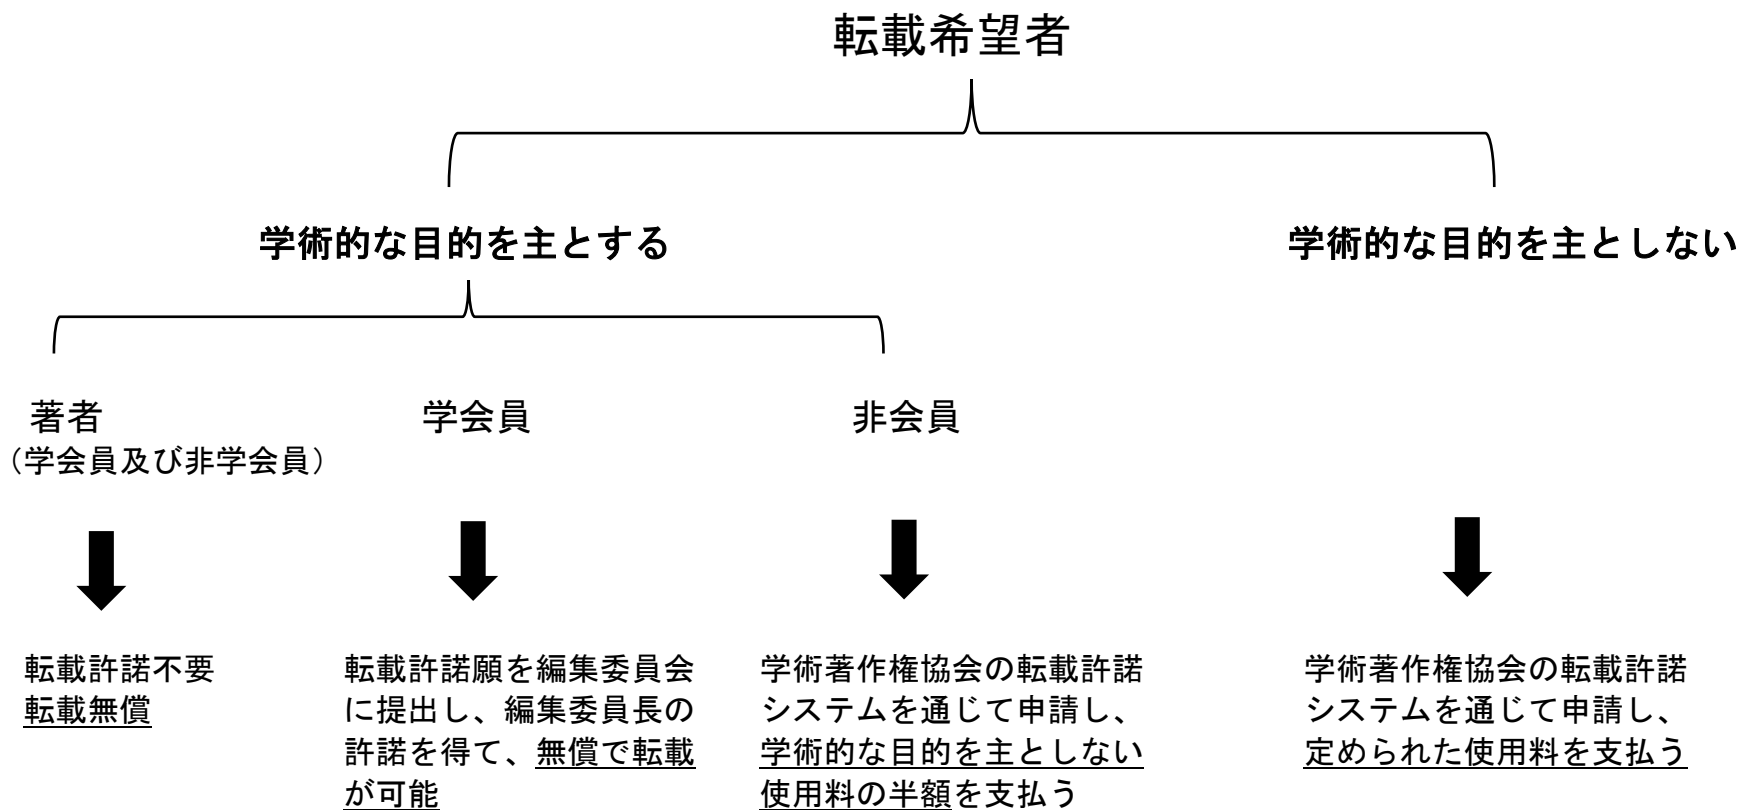 転載希望者
学術的な目的を主とする
学術的な目的を主としない
著者
（学会員及び非学会員）
学会員
非会員
転載許諾不要
転載無償
転載許諾願を編集委員会
に提出し、編集委員長の
許諾を得て、無償で転載
が可能
学術著作権協会の転載許諾
システムを通じて申請し、
学術的な目的を主としない
使用料の半額を支払う
学術著作権協会の転載許諾
システムを通じて申請し、
定められた使用料を支払う